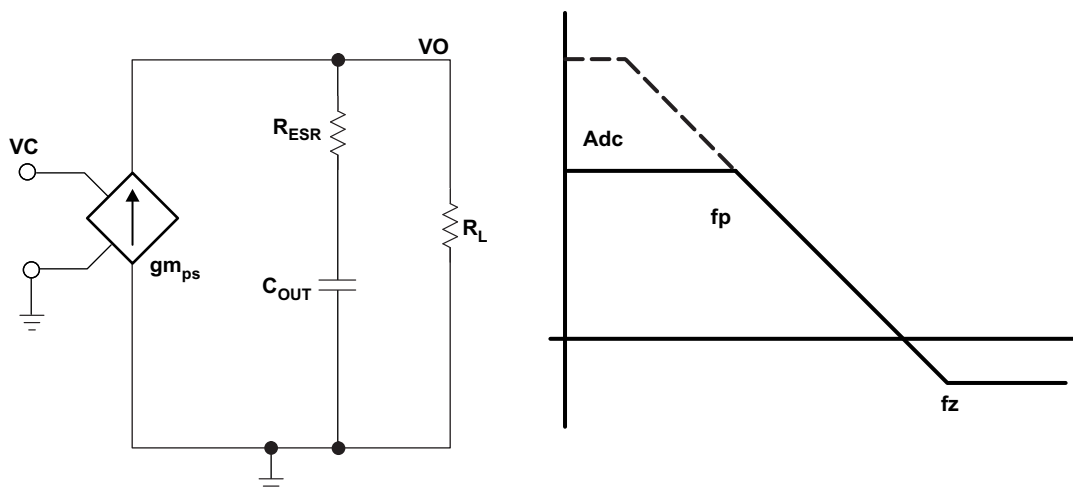 VO
R_ESR
VC
Adc
fp
R_L
gm_ps
C_OUT
fz